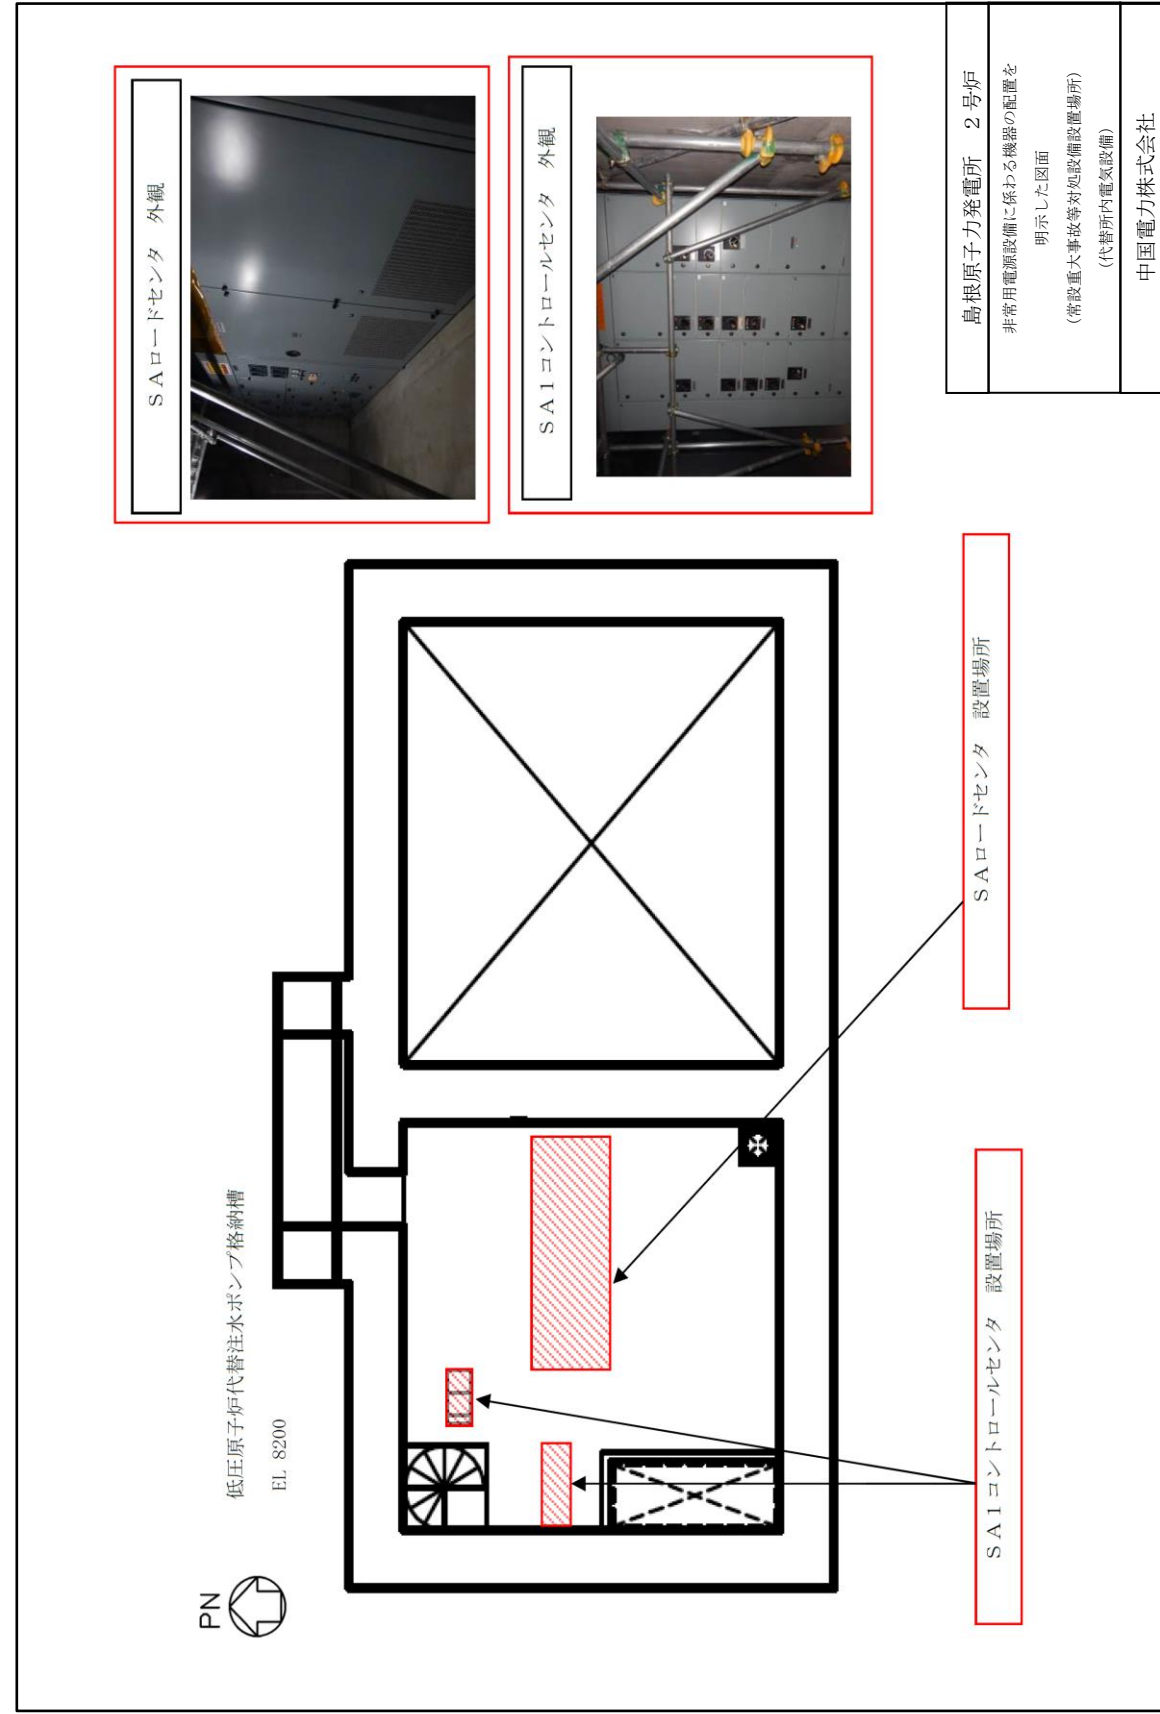 PN
低圧原子炉代替注水ポンプ格納槽
EL 8200
ＳＡロードセンタ　外観
ＳＡ１コントロールセンタ　外観
ＳＡ１コントロールセンタ　設置場所
ＳＡロードセンタ　設置場所
島根原子力発電所　２号炉
非常用電源設備に係わる機器の配置を
明示した図面
（常設重大事故等対処設備設置場所）
（代替所内電気設備）
中国電力株式会社